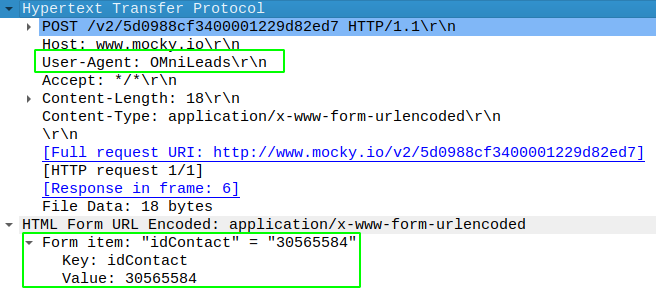 Hypertext Transfer Protocol
POST /v2/5d0988cf3400001229d82ed7 HTTP/1.1\r\n
Host: www.mocky.io\r\n
User-Agent: OMniLeads\r\n
Accept: */*\r\n
Content-Length: 18\r\n
Content-Type: application/x-www-form-urlencoded\r\n
\r\n
[Full request URI: http://www.mocky.io/v2/5d0988cf3400001229d82ed7]
[HTTP request 1/1]
[Response in frame: 6]
File Data: 18 bytes
HTML Form URL Encoded: application/x-www-form-urlencoded
Form item: "idContact" = "30565584"
Key: idContact
Value: 30565584